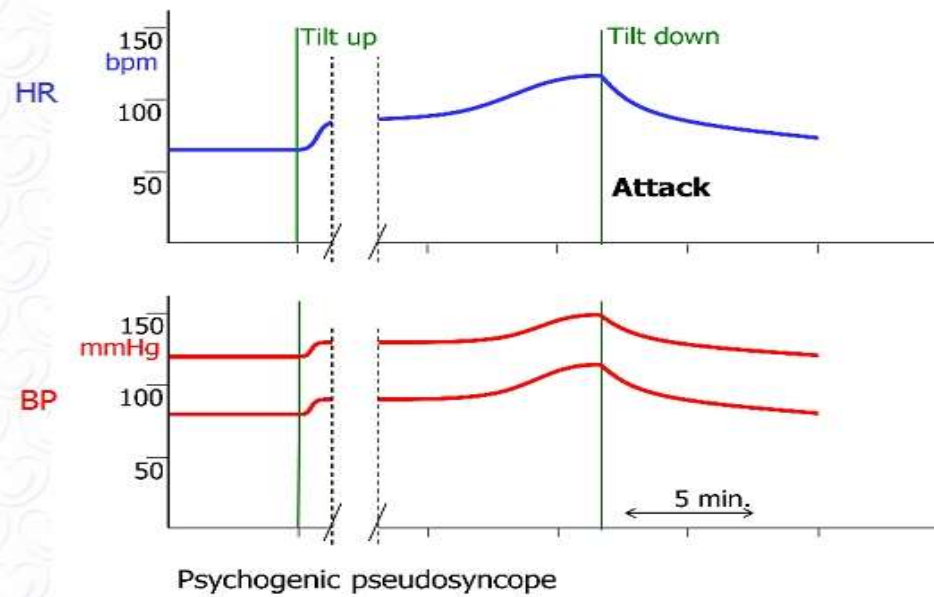 150
bpm
HR
100
50
Tilt up
Tilt down
Attack
150
mmHg
BP
100
50
5 min.
Psychogenic pseudosyncope